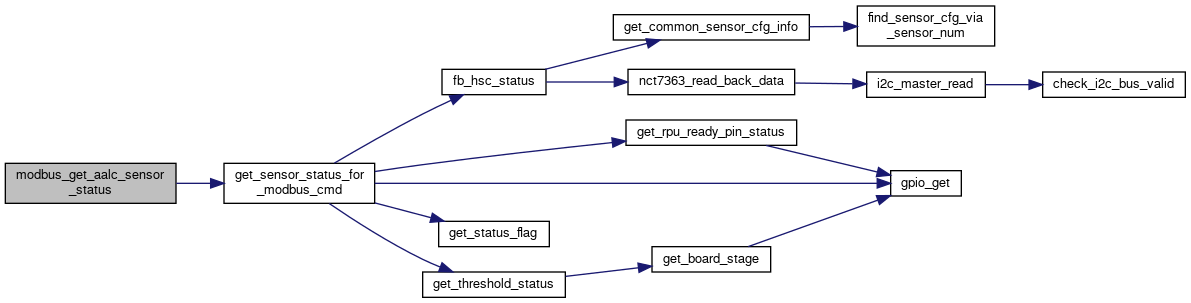 modbus_get_aalc_sensor
_status
get_sensor_status_for
_modbus_cmd
fb_hsc_status
get_common_sensor_cfg_info
find_sensor_cfg_via
_sensor_num
nct7363_read_back_data
i2c_master_read
check_i2c_bus_valid
get_rpu_ready_pin_status
gpio_get
get_status_flag
get_threshold_status
get_board_stage